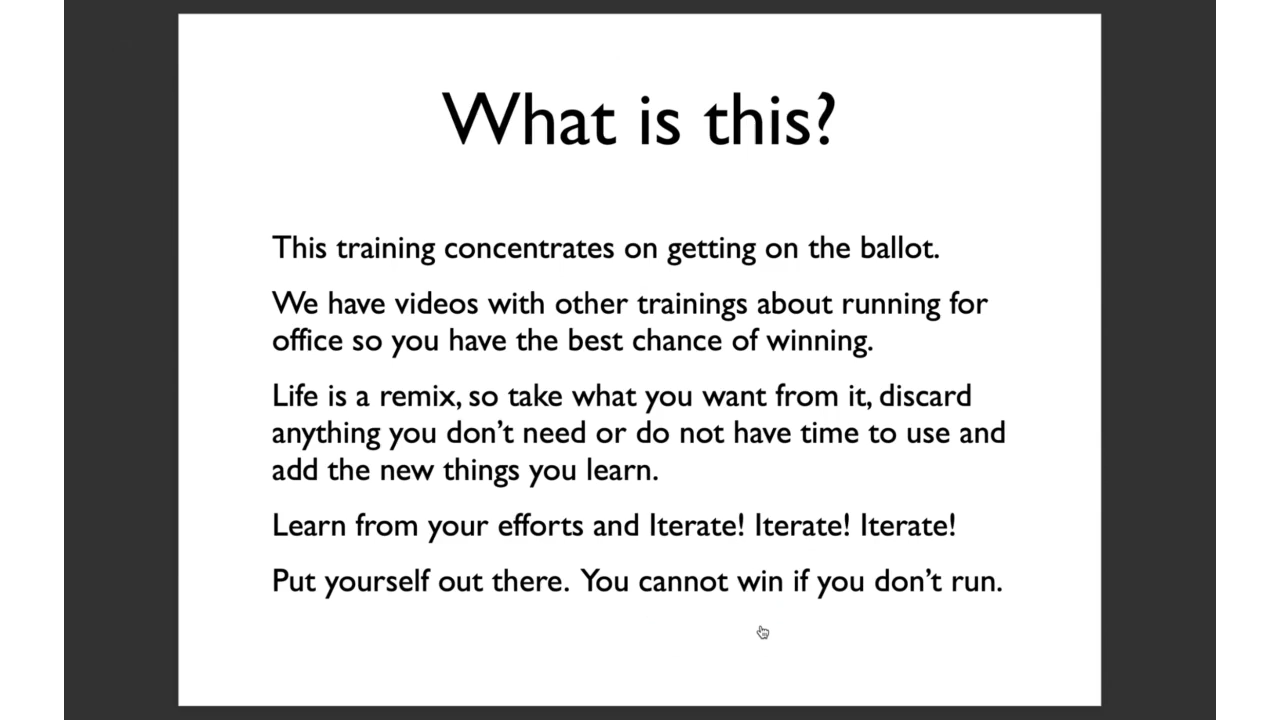 What is this?
This training concentrates on getting on the ballot.
We have videos with other trainings about running for
office so you have the best chance of winning.
Life is a remix, so take what you want from it, discard
anything you don’t need or do not have time to use and
add the new things you learn.
Learn from your efforts and Iterate! Iterate! Iterate!
Put yourself out there. You cannot win if you don’t run.